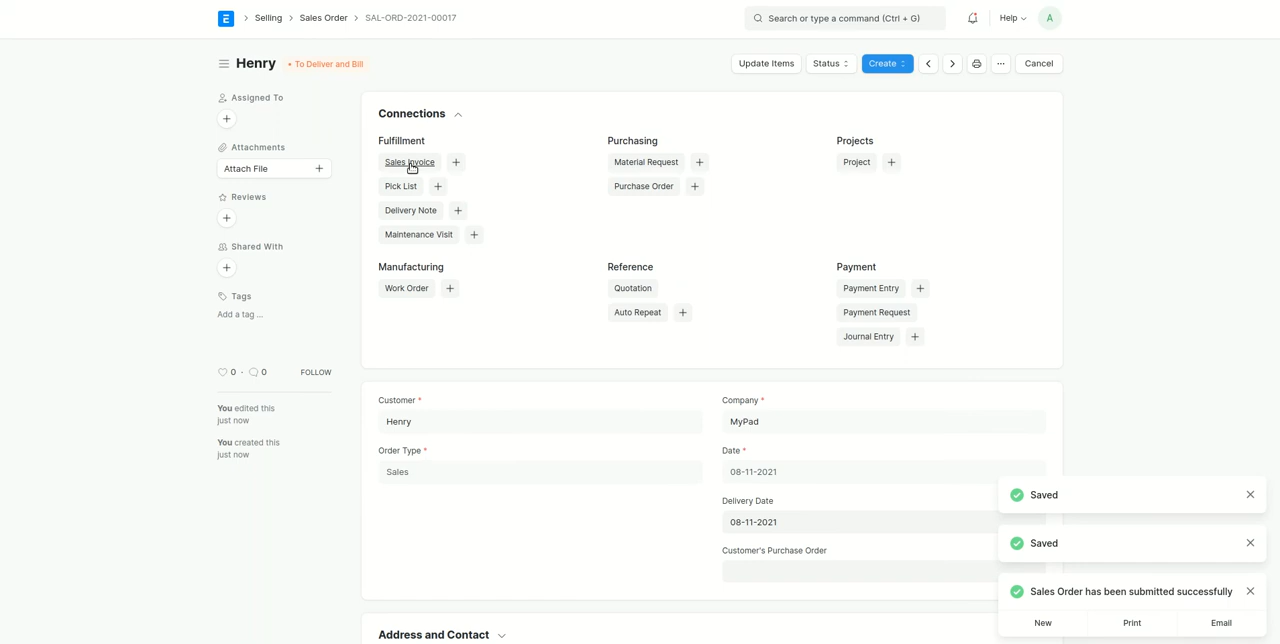 E
Selling
Sales Order
SAL-ORD-2021-00017
Search or type a command (Ctrl + G)
Help
A
Henry
To Deliver and Bill
Update Items
Status
Create
Cancel
Assigned To
Attachments
Attach File
Reviews
Shared With
Tags
Add a tag ...
0 · 0
FOLLOW
You edited this
just now
You created this
just now
Connections
Fulfillment
Sales Invoice
Pick List
Delivery Note
Maintenance Visit
Purchasing
Material Request
Purchase Order
Projects
Project
Manufacturing
Work Order
Reference
Quotation
Auto Repeat
Payment
Payment Entry
Payment Request
Journal Entry
Customer *
Henry
Order Type *
Sales
Company *
MyPad
Date *
08-11-2021
Delivery Date
08-11-2021
Customer's Purchase Order
Address and Contact
Saved
Saved
Sales Order has been submitted successfully
New
Print
Email